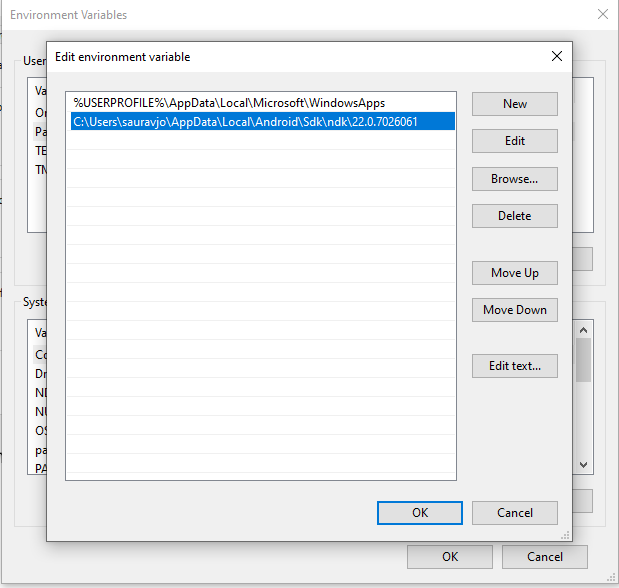 Environment Variables
Edit environment variable
User
%USERPROFILE%\AppData\Local\Microsoft\WindowsApps
C:\Users\sauravjo\AppData\Local\Android\Sdk\ndk\22.0.7026061
New
Edit
Browse...
Delete
Move Up
Move Down
Edit text...
Va
On
Pa
TE
TM
Syste
Va
Co
Dr
NU
OS
pa
PA
OK
Cancel
OK
Cancel